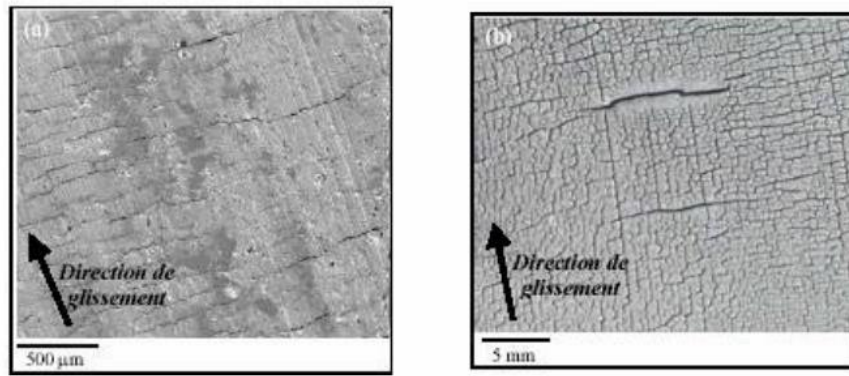 (a)
Direction de
glissement
500 µm
(b)
Direction de
glissement
5 mm